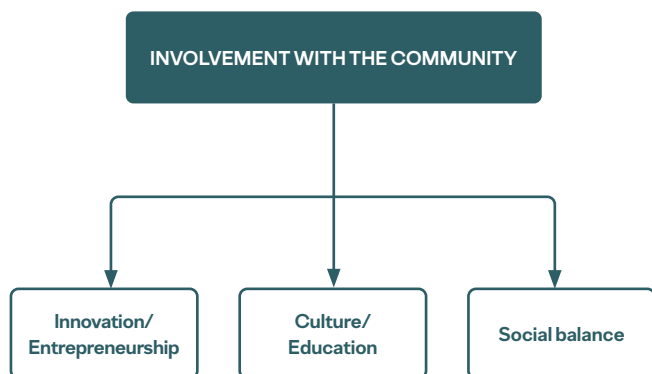 INVOLVEMENT WITH THE COMMUNITY
Innovation/
Entrepreneurship
Culture/
Education
Social balance